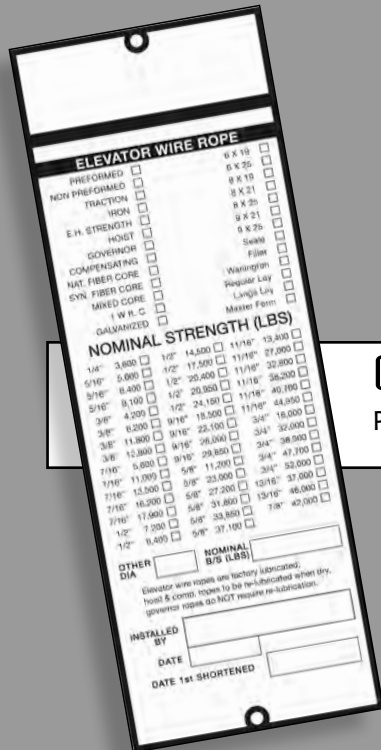 ELEVATOR WIRE ROPE
PREFORMED
NON PREFORMED
TRACTION
IRON
E.H. STRENGTH
HOIST
GOVERNOR
COMPENSATING
NAT. FIBER CORE
SYN. FIBER CORE
MIXED CORE
I W R. C
GALVANIZED
6 X 19
6 X 25
8 X 19
8 X 21
8 X 25
9 X 21
9 X 25
Seale
Filler
Warrington
Regular Lay
Langs Lay
Master Form
NOMINAL STRENGTH (LBS)
1/4" 3,600
5/16" 5,600
5/16" 8,400
5/16" 9,100
3/8" 4,200
3/8" 8,200
3/8" 11,800
3/8" 12,800
7/16" 5,600
7/16" 11,000
7/16" 13,500
7/16" 16,200
7/16" 17,900
1/2" 7,200
1/2" 8,400
1/2" 14,500
1/2" 17,500
1/2" 20,400
1/2" 20,950
1/2" 24,150
9/16" 18,500
9/16" 22,100
9/16" 26,000
9/16" 29,850
5/8" 11,200
5/8" 23,000
5/8" 27,200
5/8" 31,800
5/8" 33,850
5/8" 37,100
11/16" 13,400
11/16" 27,000
11/16" 32,800
11/16" 38,200
11/16" 40,700
11/16" 44,950
3/4" 16,000
3/4" 32,000
3/4" 38,900
3/4" 47,700
3/4" 52,000
13/16" 37,000
13/16" 46,000
7/8" 42,000
OTHER
DIA
NOMINAL
B/S (LBS)
Elevator wire ropes are factory lubricated;
hoist & comp. ropes to be re-lubricated when dry,
governor ropes do NOT require re-lubrication.
INSTALLED
BY
DATE
DATE 1st SHORTENED